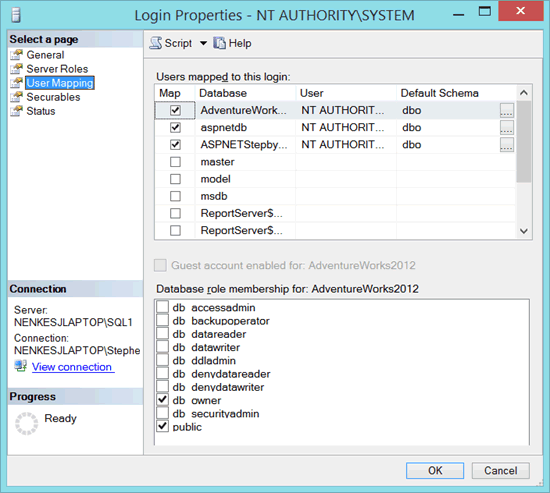 Login Properties - NT AUTHORITY\SYSTEM
Select a page
General
Server Roles
User Mapping
Securables
Status
Script Help
Users mapped to this login:
Map Database User Default Schema
AdventureWork... NT AUTHORIT... dbo ...
aspnetdb NT AUTHORIT... dbo ...
ASPNETStepby... NT AUTHORIT... dbo ...
master
model
msdb
ReportServer$...
ReportServer$...
Guest account enabled for: AdventureWorks2012
Database role membership for: AdventureWorks2012
db_accessadmin
db_backupoperator
db_datareader
db_datawriter
db_ddladmin
db_denydatareader
db_denydatawriter
db_owner
db_securityadmin
public
Connection
Server:
NENKESJLAPTOP\SQL1
Connection:
NENKESJLAPTOP\Stephe
View connection
Progress
Ready
OK Cancel